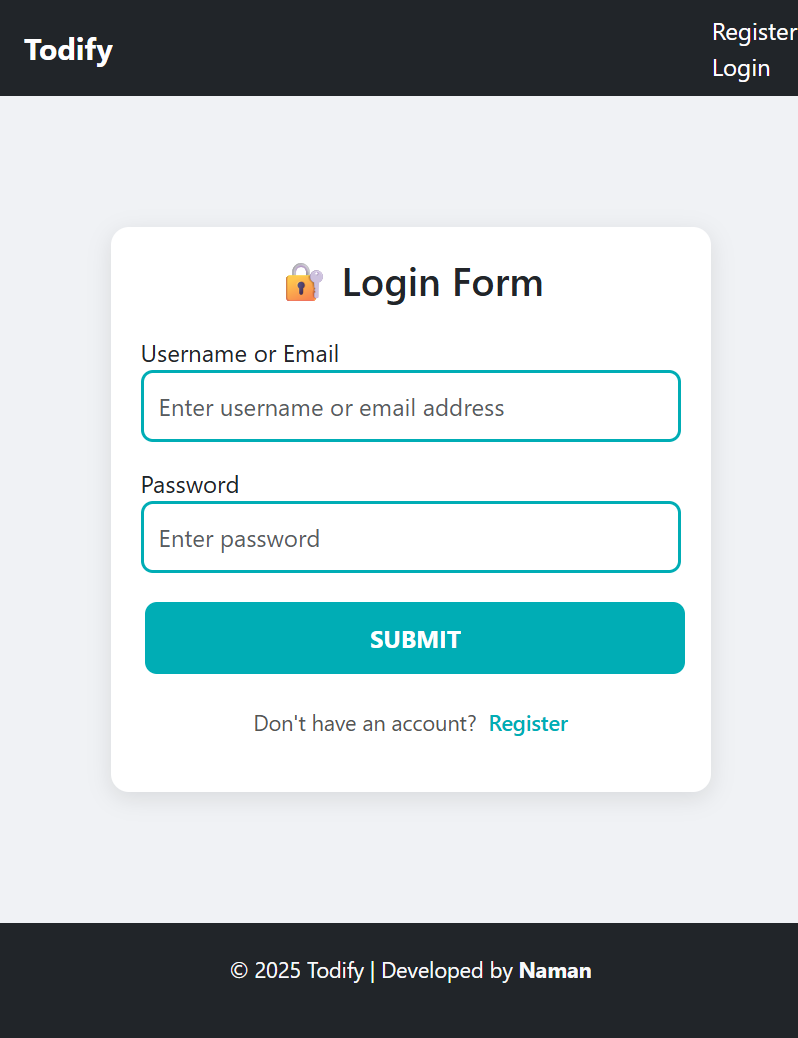 Todify
Register
Login
🔐 Login Form
Username or Email
Enter username or email address
Password
Enter password
SUBMIT
Don't have an account? Register
© 2025 Todify | Developed by Naman